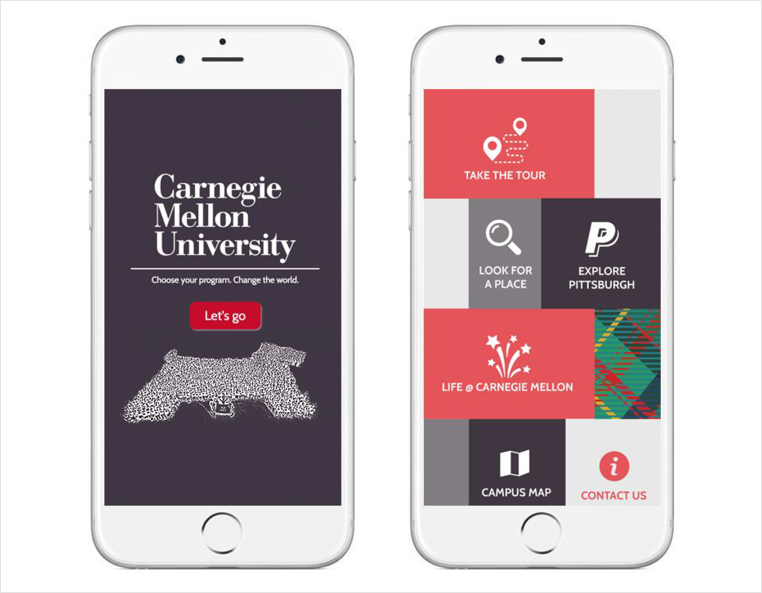 Carnegie
Mellon
University
Choose your program. Change the world.
Let's go
TAKE THE TOUR
LOOK FOR
A PLACE
EXPLORE
PITTSBURGH
LIFE @ CARNEGIE MELLON
CAMPUS MAP
CONTACT US